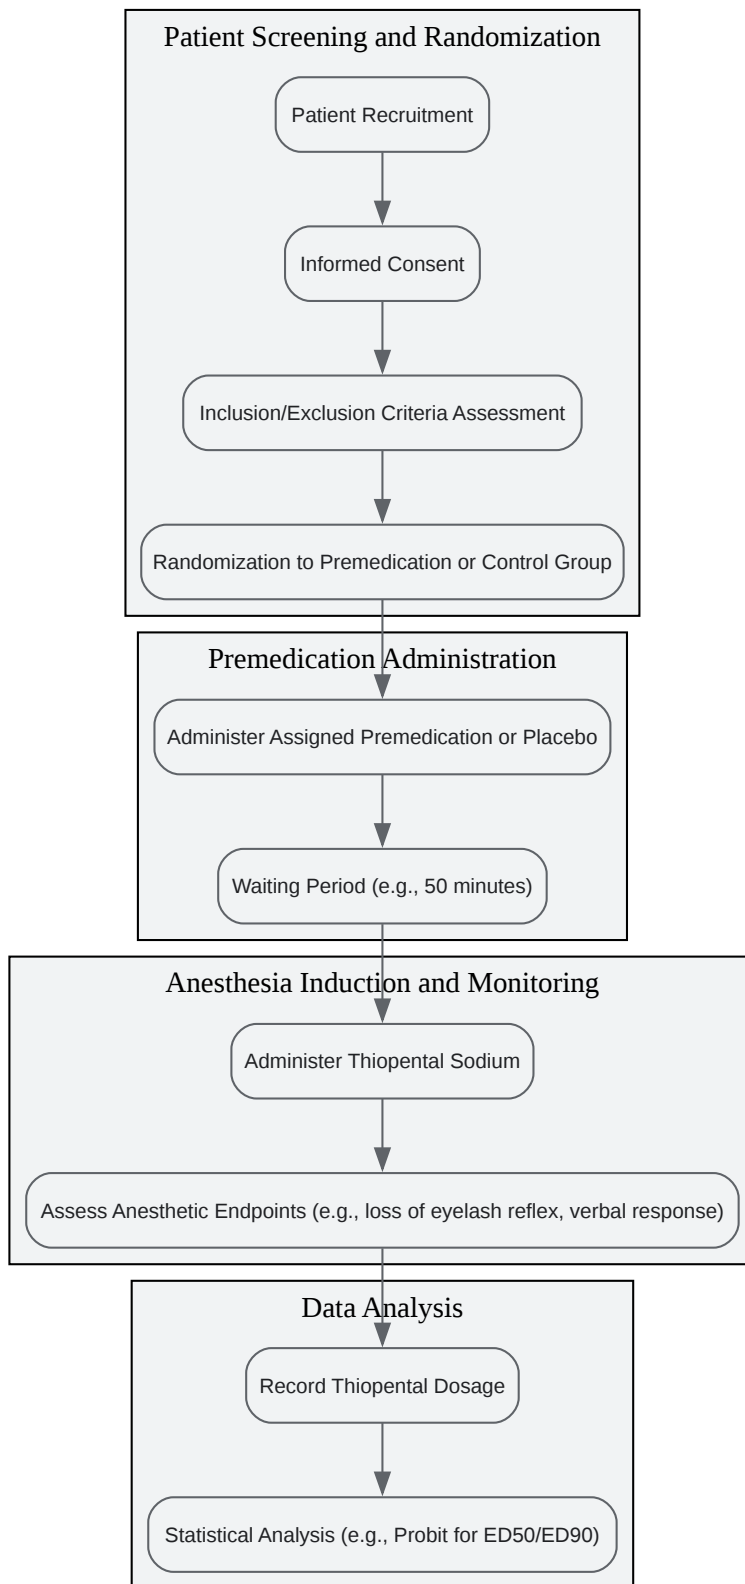 Patient Screening and Randomization
Patient Recruitment
Informed Consent
Inclusion/Exclusion Criteria Assessment
Randomization to Premedication or Control Group
Premedication Administration
Administer Assigned Premedication or Placebo
Waiting Period (e.g., 50 minutes)
Anesthesia Induction and Monitoring
Administer Thiopental Sodium
Assess Anesthetic Endpoints (e.g., loss of eyelash reflex, verbal response)
Data Analysis
Record Thiopental Dosage
Statistical Analysis (e.g., Probit for ED50/ED90)